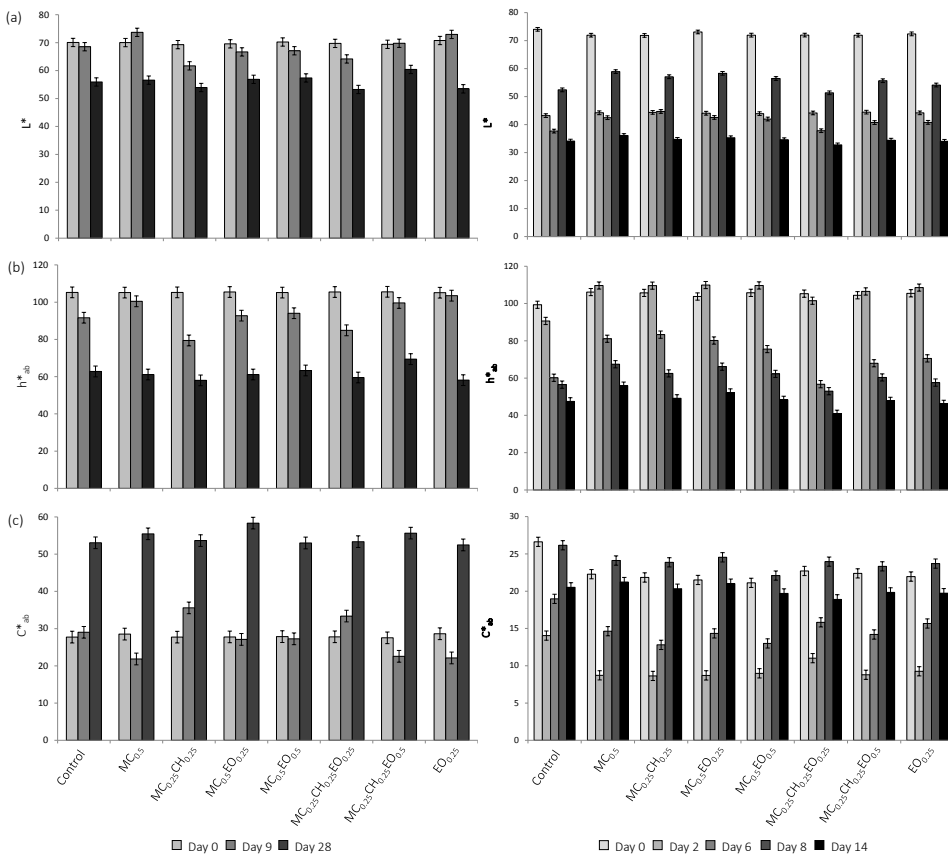 (a)
80
70
60
50
40
30
20
10
0
L*
80
70
60
50
40
30
20
10
0
L*
(b)
120
100
80
60
40
20
0
h*ab
120
100
80
60
40
20
0
h*ab
(c)
60
50
40
30
20
10
0
C*ab
30
25
20
15
10
5
0
C*ab
Control
MC0.5
MC0.25CH0.25
MC0.5EO0.25
MC0.5EO0.5
MC0.25CH0.25EO0.25
MC0.25CH0.25EO0.5
EO0.25
Control
MC0.5
MC0.25CH0.25
MC0.5EO0.25
MC0.5EO0.5
MC0.25CH0.25EO0.25
MC0.25CH0.25EO0.5
EO0.25
Day 0 Day 9 Day 28
Day 0 Day 2 Day 6 Day 8 Day 14